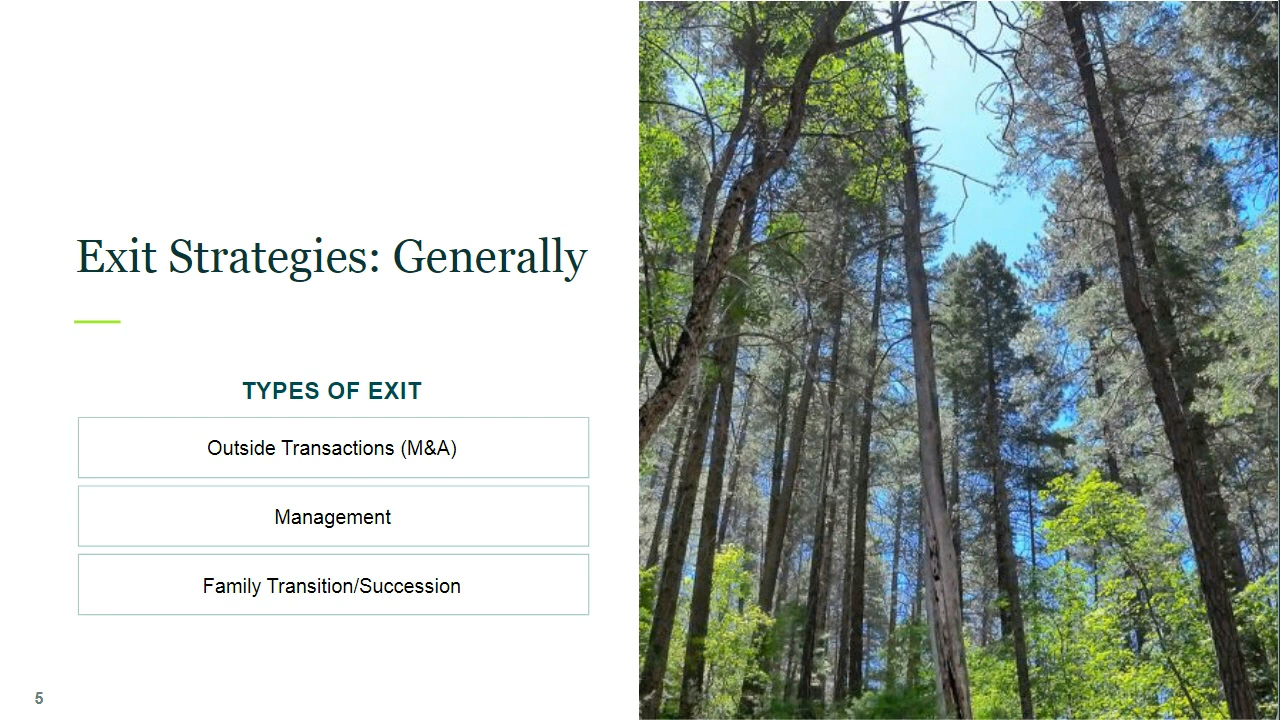 Exit Strategies: Generally
TYPES OF EXIT
Outside Transactions (M&A)
Management
Family Transition/Succession
5